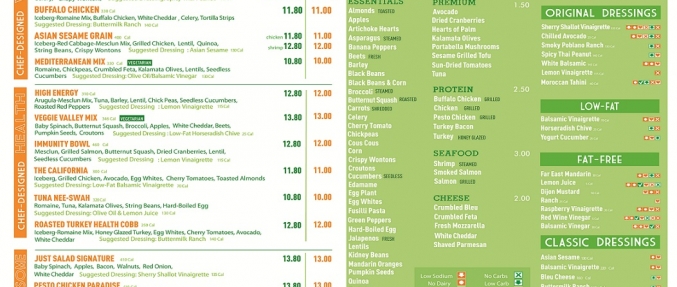 CHEF-DESIGNED
BUFFALO CHICKEN 11.80 11.00
Iceberg-Romaine Mix, Buffalo Chicken, White Cheddar, Celery, Tortilla Strips
Suggested Dressing: Buttermilk Ranch
ASIAN SESAME GRAIN chicken 11.80 11.00
Iceberg-Red Cabbage-Mesclun Mix, Grilled Chicken, Lentil, Quinoa, shrimp 12.80 12.00
String Beans, Crispy Wontons Suggested Dressing: Asian Sesame
MEDITERRANEAN MIX VEGETARIAN 10.80 10.00
Romaine, Chickpeas, Crumbled Feta, Kalamata Olives, Lentils, Seedless
Cucumbers Suggested Dressing: Olive Oil/Balsamic Vinegar
CHEF-DESIGNED HEALTH
HIGH ENERGY 12.80 12.00
Arugula-Mesclun Mix, Tuna, Barley, Lentil, Chick Peas, Seedless Cucumbers,
Roasted Red Peppers Suggested Dressing: Lemon Vinaigrette
VEGGIE VALLEY MIX VEGETARIAN 13.80 13.00
Baby Spinach, Butternut Squash, Broccoli, Apples, White Cheddar, Beets,
Pumpkin Seeds, Croutons Suggested Dressing: Low-Fat Horseradish Chive
IMMUNITY BOWL 12.80 12.00
Mesclun, Grilled Salmon, Butternut Squash, Dried Cranberries, Lentil,
Seedless Cucumbers Suggested Dressing: Lemon Vinaigrette
THE CALIFORNIA 11.80 11.00
Iceberg, Grilled Chicken, Avocado, Egg Whites, Cherry Tomatoes, Toasted Almonds
Suggested Dressing: Low-Fat Balsamic Vinaigrette
TUNA NEE-SWAH 10.80 10.00
Romaine, Tuna, Kalamata Olives, String Beans, Hard-Boiled Egg
Suggested Dressing: Olive Oil & Lemon Juice
ROASTED TURKEY HEALTH COBB 12.80 12.00
Iceberg-Romaine Mix, Honey Glazed Turkey, Egg Whites, Cherry Tomatoes, Avocado,
White Cheddar Suggested Dressing: Buttermilk Ranch
JUST SALAD SIGNATURE 13.80 13.00
Baby Spinach, Apples, Bacon, Walnuts, Red Onion,
White Cheddar Suggested Dressing: Sherry Shallot Vinaigrette
PESTO CHICKEN PARADISE
ESSENTIALS
Almonds TOASTED
Apples
Artichoke Hearts
Asparagus STEAMED
Banana Peppers
Beets FRESH
Barley
Black Beans
Black Beans & Corn
Broccoli STEAMED
Butternut Squash ROASTED
Carrots SHREDDED
Celery
Cherry Tomato
Chickpeas
Cous Cous
Corn
Crispy Wontons
Croutons
Cucumbers SEEDLESS
Edamame
Egg Plant
Egg Whites
Fusilli Pasta
Green Peppers
Hard-Boiled Egg
Jalapenos FRESH
Lentils
Kidney Beans
Mandarin Oranges
Pumpkin Seeds
Quinoa
PREMIUM 1.50
Avocado
Dried Cranberries
Hearts of Palm
Kalamata Olives
Portabella Mushrooms
Sesame Grilled Tofu
Sun-Dried Tomatoes
Tuna
PROTEIN 2.50
Buffalo Chicken GRILLED
Chicken GRILLED
Pesto Chicken GRILLED
Turkey Bacon
Turkey HONEY GLAZED
SEAFOOD 3.00
Shrimp STEAMED
Smoked Salmon
Salmon GRILLED
CHEESE 2.00
Crumbled Bleu
Crumbled Feta
Fresh Mozzarella
White Cheddar
Shaved Parmesan
Low Sodium No Carbs
No Dairy Low Carbs
ORIGINAL DRESSINGS
Sherry Shallot Vinaigrette
Chilled Avocado
Smoky Poblano Ranch
Spicy Thai Peanut
White Balsamic
Lemon Vinaigrette
Moroccan Tahini
LOW-FAT
Balsamic Vinaigrette
Horseradish Chive
Yogurt Cucumber
FAT-FREE
Far East Mandarin
Lemon Juice
Dijon Mustard
Ranch
Raspberry Vinaigrette
Red Wine Vinegar
Balsamic Vinegar
CLASSIC DRESSINGS
Asian Sesame
Balsamic Vinaigrette
Bleu Cheese
Buttermilk Ranch